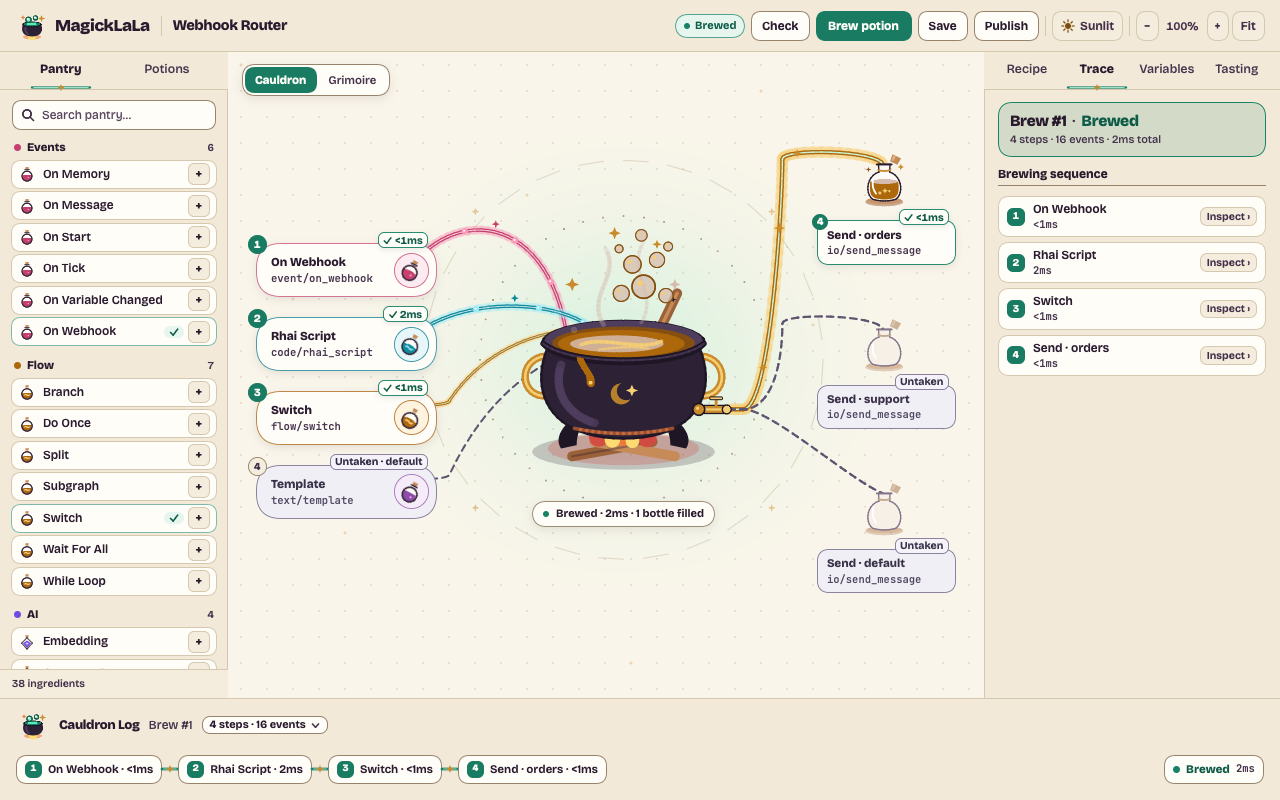 MagickLaLa
Webhook Router
Brewed
Check
Brew potion
Save
Publish
Sunlit
−
100%
+
Fit
Pantry
Potions
Search pantry...
Events
6
On Memory
+
On Message
+
On Start
+
On Tick
+
On Variable Changed
+
On Webhook
+
Flow
7
Branch
+
Do Once
+
Split
+
Subgraph
+
Switch
+
Wait For All
+
While Loop
+
AI
4
Embedding
+
38 ingredients
Cauldron
Grimoire
1
<1ms
On Webhook
event/on_webhook
2
2ms
Rhai Script
code/rhai_script
3
<1ms
Switch
flow/switch
4
Untaken · default
Template
text/template
Brewed · 2ms · 1 bottle filled
4
<1ms
Send · orders
io/send_message
Untaken
Send · support
io/send_message
Untaken
Send · default
io/send_message
Recipe
Trace
Variables
Tasting
Brew #1 · Brewed
4 steps · 16 events · 2ms total
Brewing sequence
1
On Webhook
<1ms
Inspect ›
2
Rhai Script
2ms
Inspect ›
3
Switch
<1ms
Inspect ›
4
Send · orders
<1ms
Inspect ›
Cauldron Log
Brew #1
4 steps · 16 events
1 On Webhook · <1ms
2 Rhai Script · 2ms
3 Switch · <1ms
4 Send · orders · <1ms
Brewed 2ms